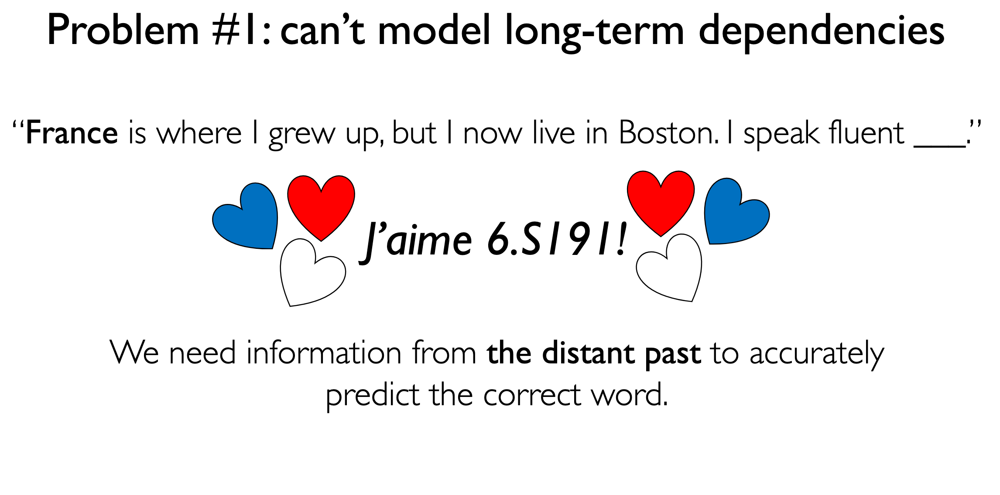 Problem #1: can’t model long-term dependencies
“France is where I grew up, but I now live in Boston. I speak fluent ___.”
J’aime 6.S191!
We need information from the distant past to accurately
predict the correct word.